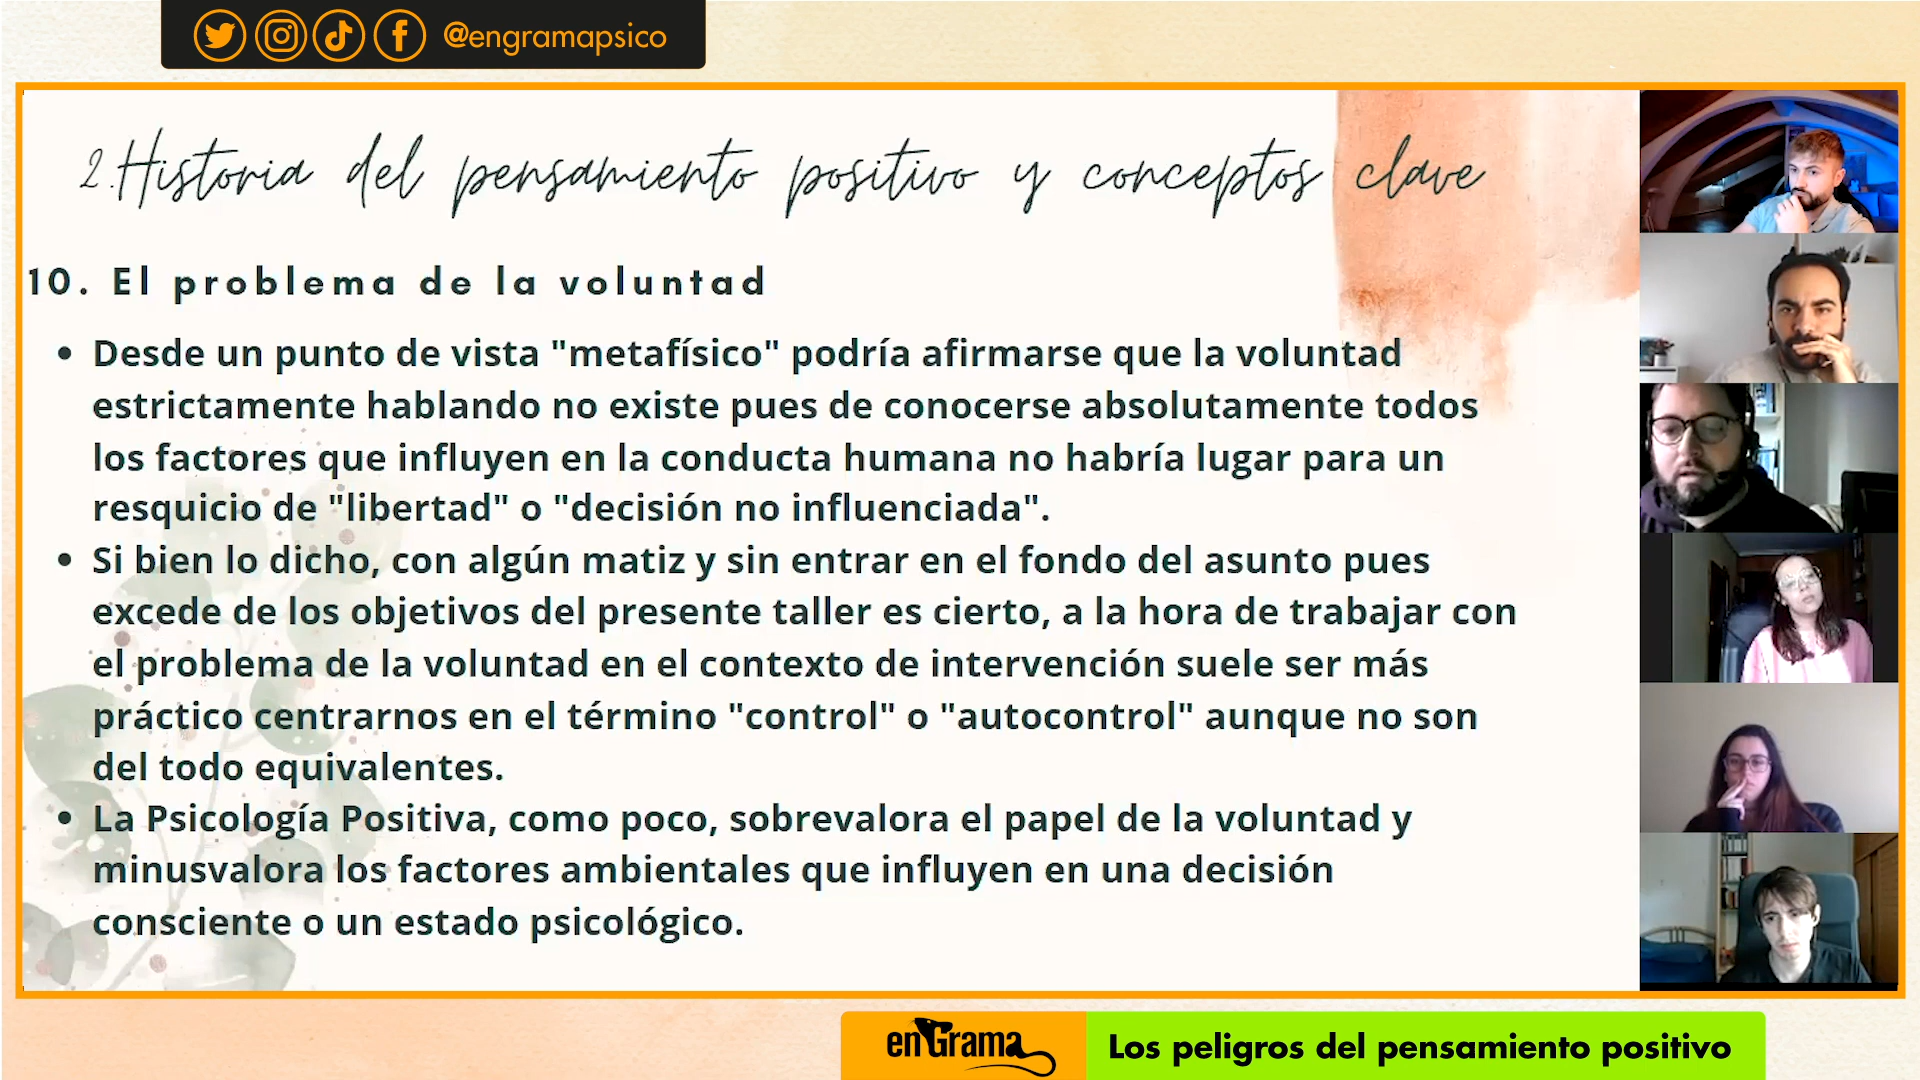 @engramapsico
2.Historia del pensamiento positivo y conceptos clave
10. El problema de la voluntad
• Desde un punto de vista "metafísico" podría afirmarse que la voluntad
estrictamente hablando no existe pues de conocerse absolutamente todos
los factores que influyen en la conducta humana no habría lugar para un
resquicio de "libertad" o "decisión no influenciada".
• Si bien lo dicho, con algún matiz y sin entrar en el fondo del asunto pues
excede de los objetivos del presente taller es cierto, a la hora de trabajar con
el problema de la voluntad en el contexto de intervención suele ser más
práctico centrarnos en el término "control" o "autocontrol" aunque no son
del todo equivalentes.
• La Psicología Positiva, como poco, sobrevalora el papel de la voluntad y
minusvalora los factores ambientales que influyen en una decisión
consciente o un estado psicológico.
enGrama
Los peligros del pensamiento positivo